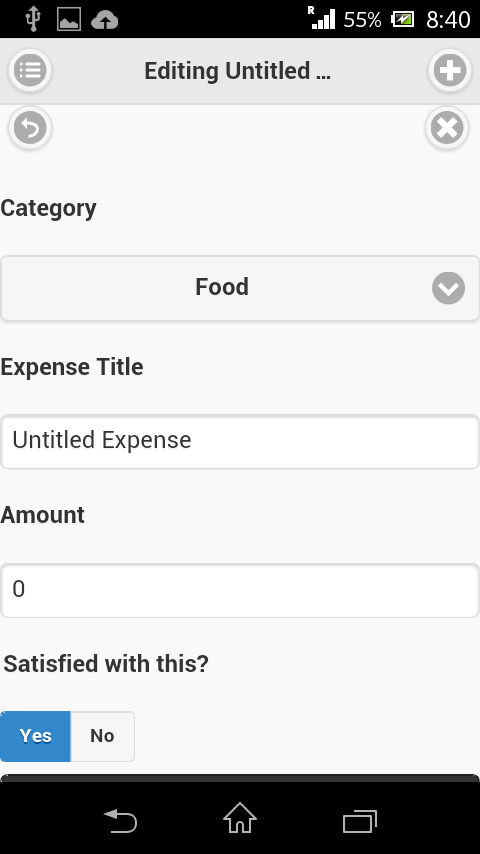 R 55% 8:40
Editing Untitled ...
Category
Food
Expense Title
Untitled Expense
Amount
0
Satisfied with this?
Yes No